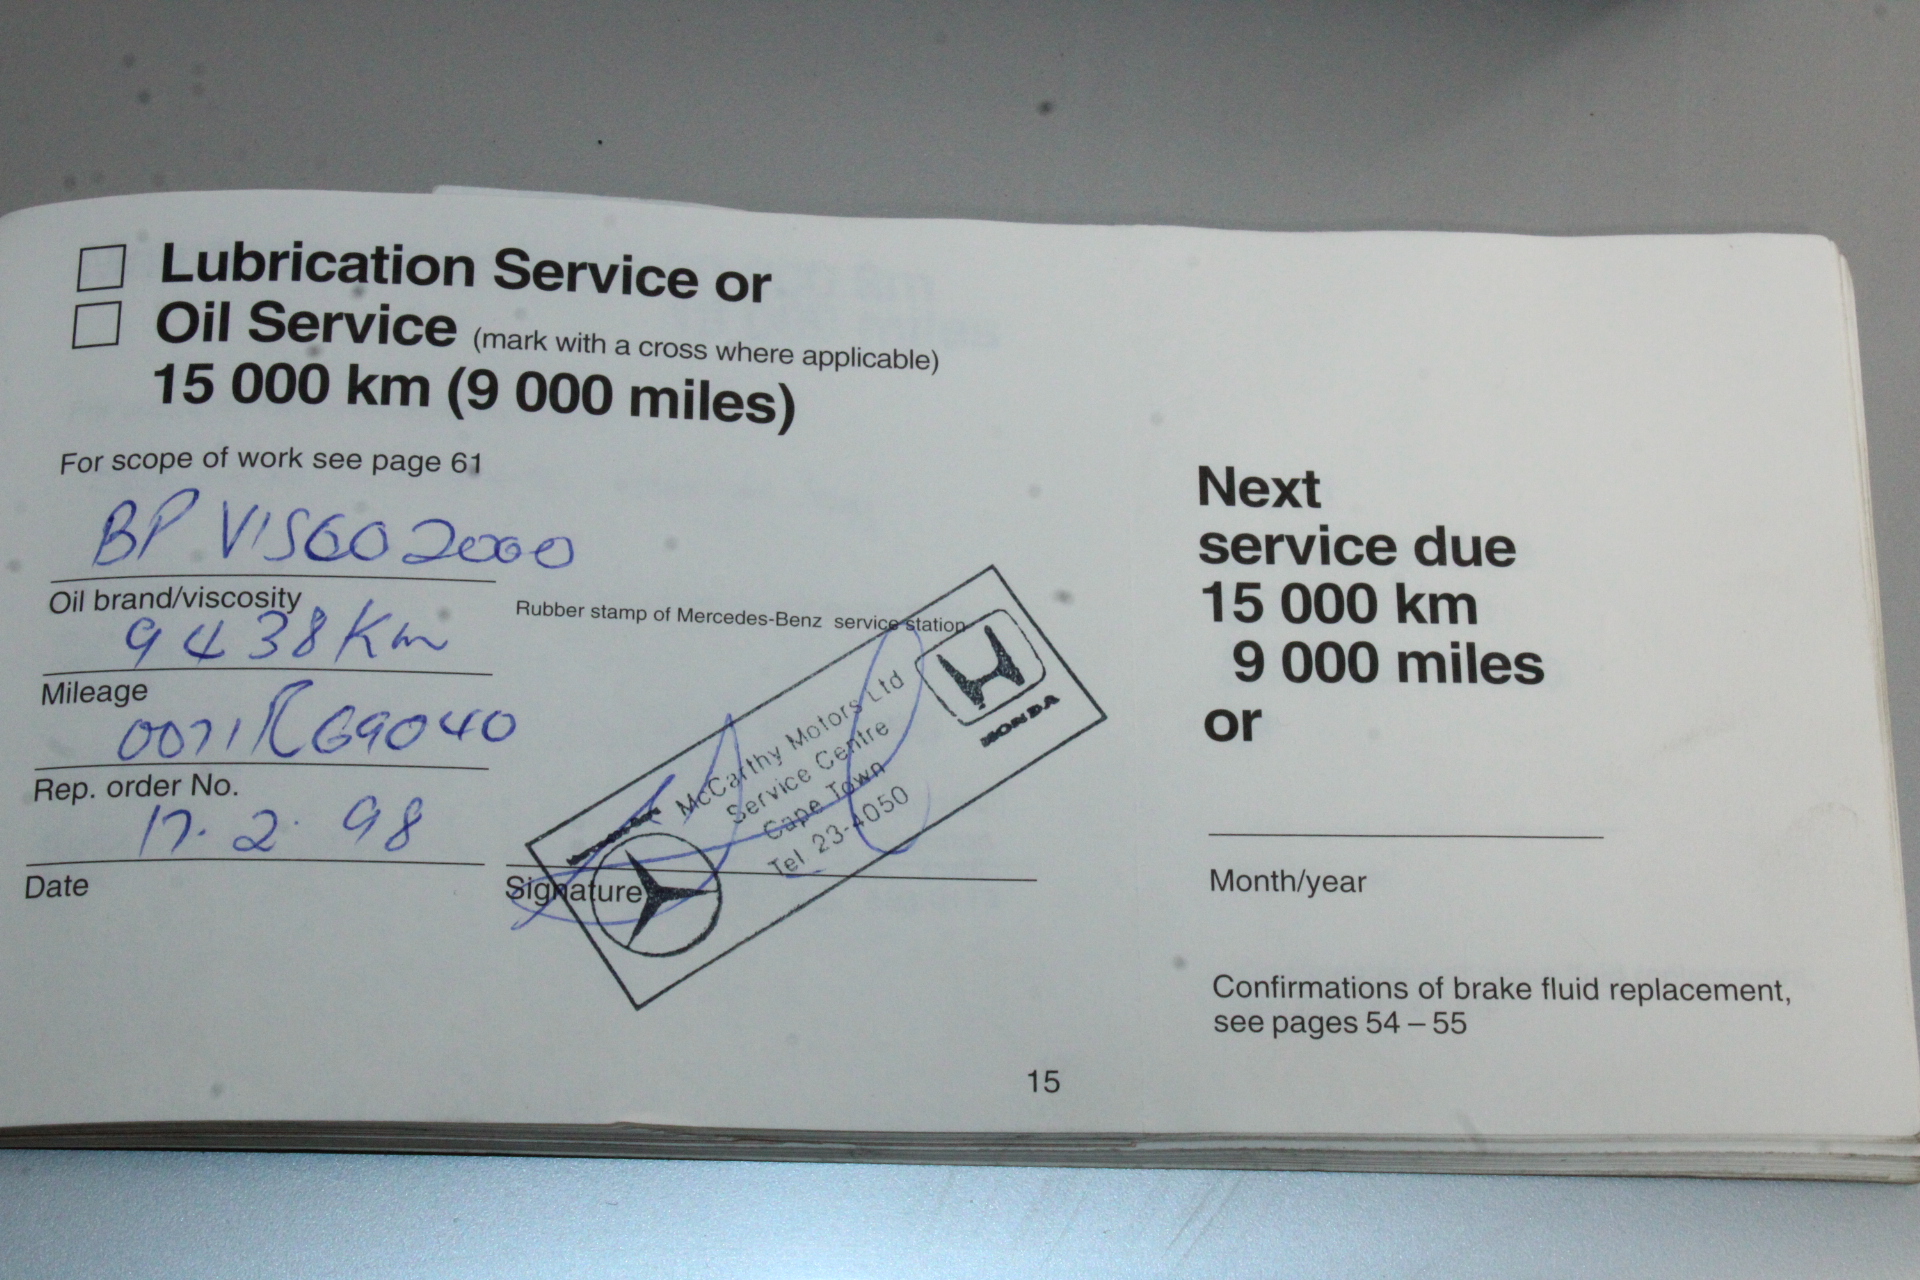 Lubrication Service or
Oil Service (mark with a cross where applicable)
15 000 km (9 000 miles)
For scope of work see page 61
BP VISCO 2000
Oil brand/viscosity
9438 Km
Mileage
Rep. order No.
17.2.98
Date
Rubber stamp of Mercedes-Benz service station
Mercedes-Benz
McCarthy Motors Ltd
Service Centre
Cape Town
Tel 23-4050
HONDA
Signature
Next
service due
15 000 km
9 000 miles
or
Month/year
Confirmations of brake fluid replacement,
see pages 54 – 55
15